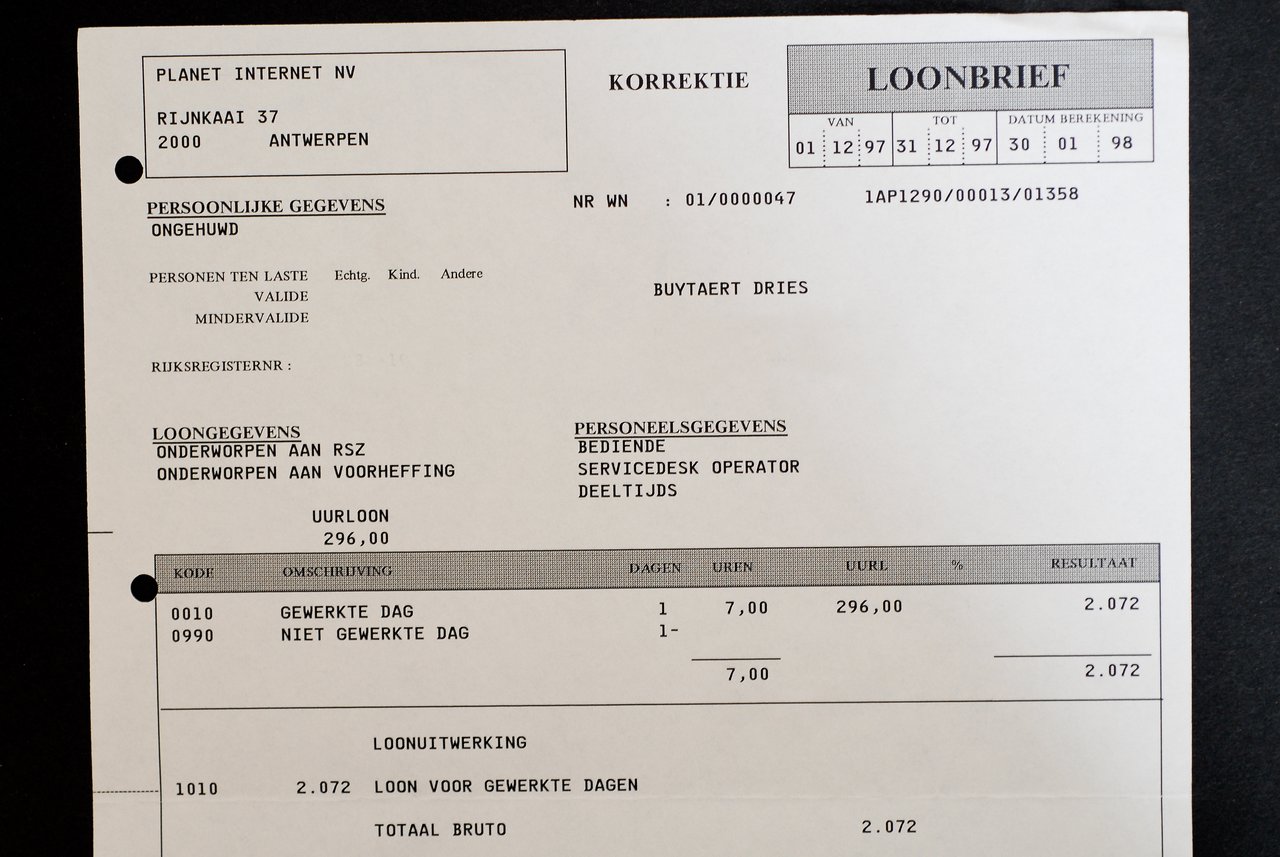 PLANET INTERNET NV
RIJNKAAI 37
2000 ANTWERPEN
KORREKTIE
LOONBRIEF
VAN TOT DATUM BEREKENING
01 12 97 31 12 97 30 01 98
PERSOONLIJKE GEGEVENS
ONGEHUWD
NR WN : 01/0000047 1AP1290/00013/01358
PERSONEN TEN LASTE Echtg. Kind. Andere
VALIDE
MINDERVALIDE
BUYTAERT DRIES
RIJKSREGISTERNR :
LOONGEGEVENS
ONDERWORPEN AAN RSZ
ONDERWORPEN AAN VOORHEFFING
PERSONEELSGEGEVENS
BEDIENDE
SERVICEDESK OPERATOR
DEELTIJDS
UURLOON
296,00
KODE OMSCHRIJVING DAGEN UREN UURL % RESULTAAT
0010 GEWERKTE DAG 1 7,00 296,00 2.072
0990 NIET GEWERKTE DAG 1-
7,00 2.072
LOONUITWERKING
1010 2.072 LOON VOOR GEWERKTE DAGEN
TOTAAL BRUTO 2.072